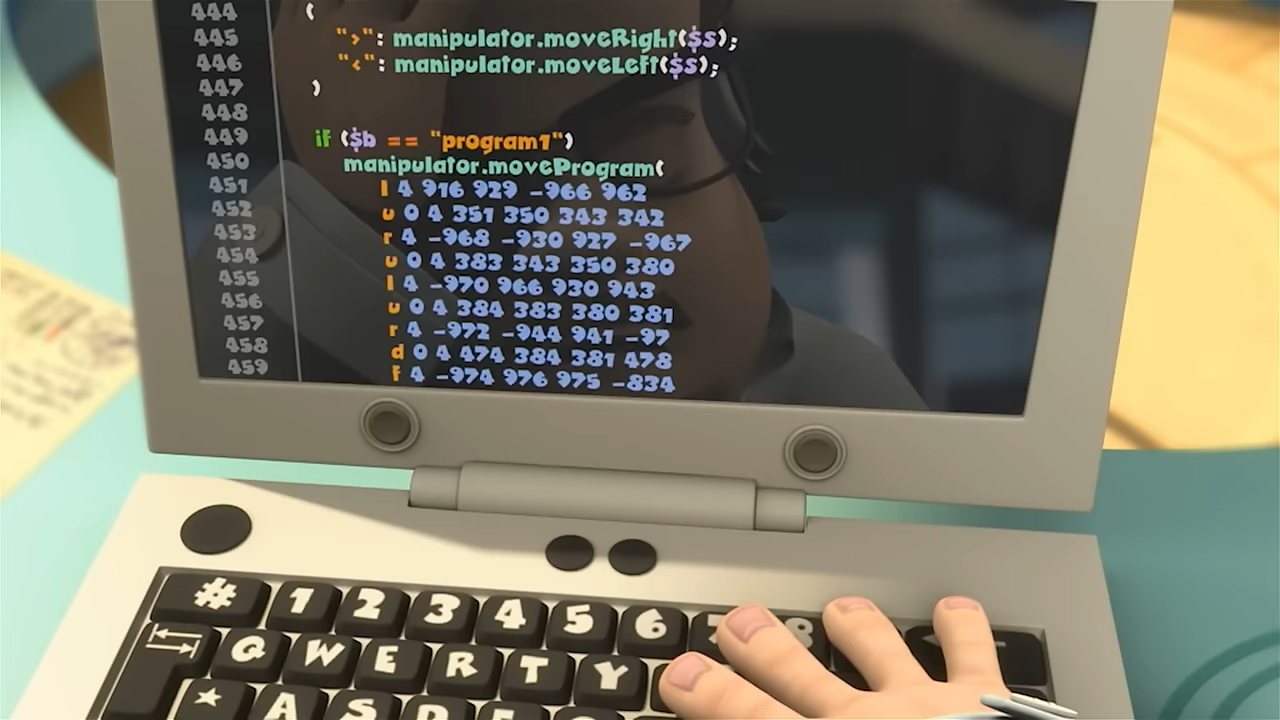 444 (
445 ">": manipulator.moveRight($s);
446 "<": manipulator.moveLeft($s);
447 )
448
449 if ($b == "program1")
450 manipulator.moveProgram(
451 l 4 916 929 -966 962
452 u 0 4 351 350 343 342
453 r 4 -968 -930 927 -967
454 u 0 4 383 343 350 380
455 l 4 -970 966 930 943
456 u 0 4 384 383 380 381
457 r 4 -972 -944 941 -97
458 d 0 4 474 384 381 478
459 f 4 -974 976 975 -834
# 1 2 3 4 5 6 7 8
Q W E R T Y
* A S D F